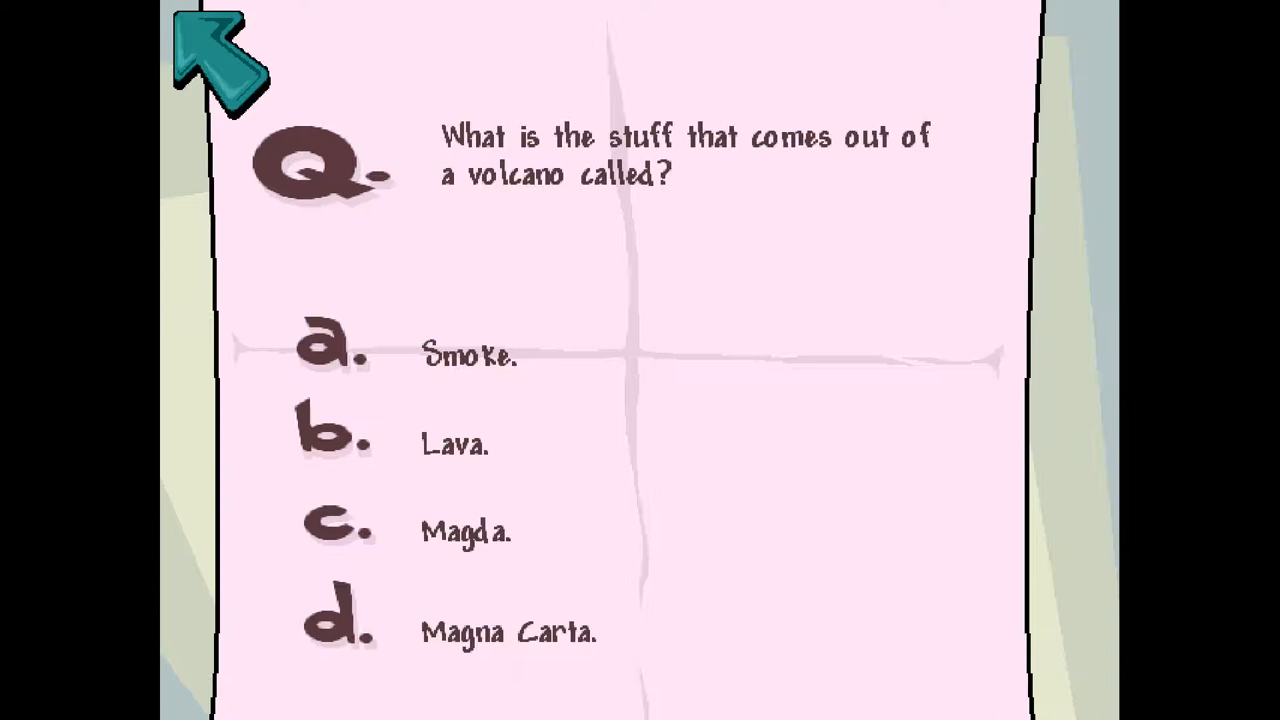 Q. What is the stuff that comes out of
a volcano called?
a. Smoke.
b. Lava.
c. Magda.
d. Magna Carta.